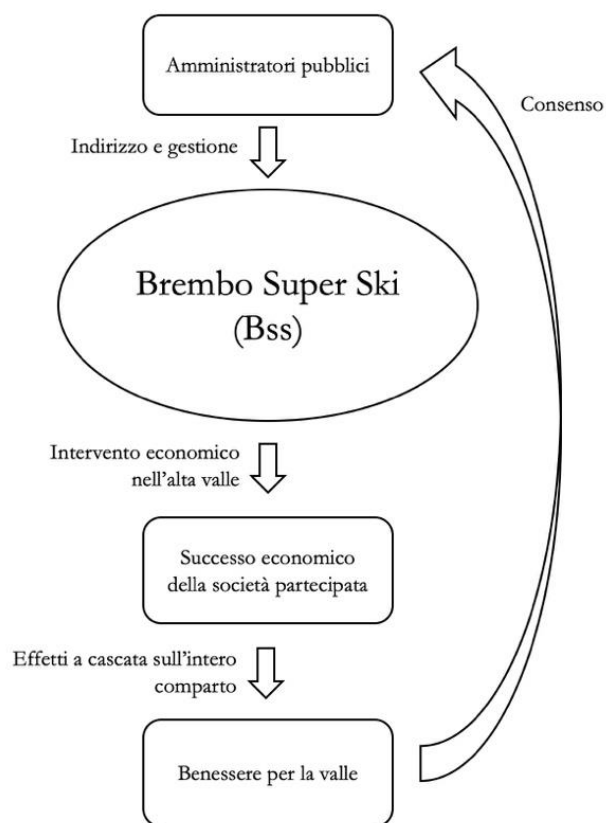 Amministratori pubblici
Consenso
Indirizzo e gestione
Brembo Super Ski
(Bss)
Intervento economico
nell'alta valle
Successo economico
della società partecipata
Effetti a cascata sull'intero
comparto
Benessere per la valle